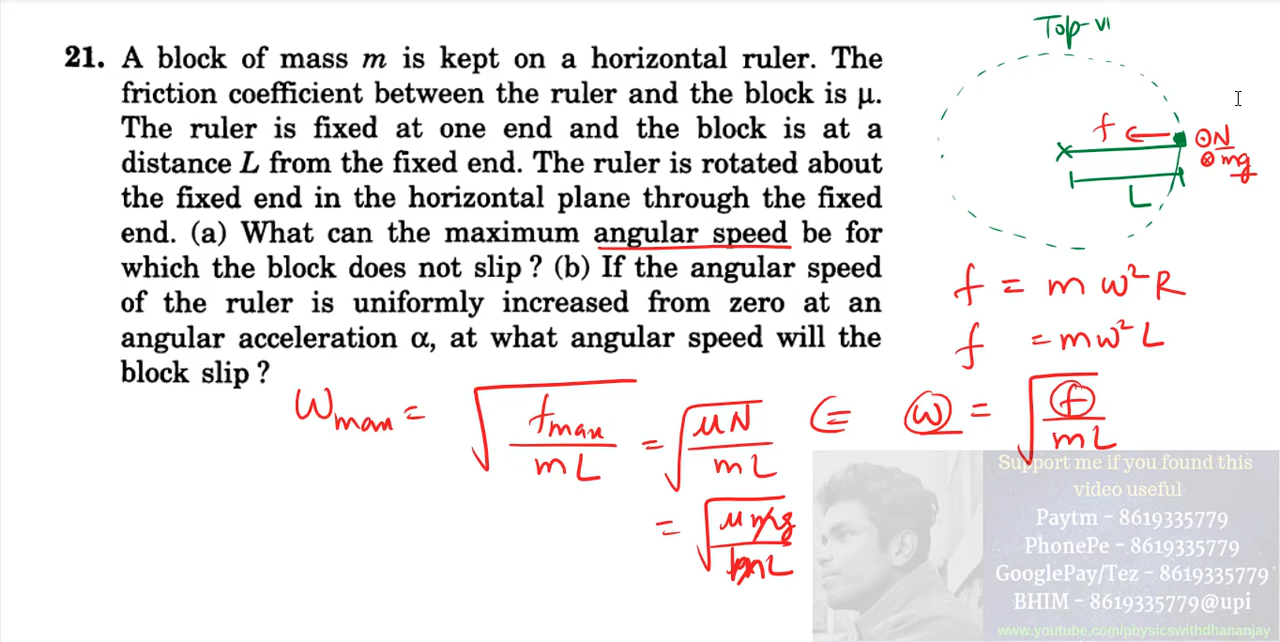 Top-vi
21. A block of mass m is kept on a horizontal ruler. The
friction coefficient between the ruler and the block is μ.
The ruler is fixed at one end and the block is at a
distance L from the fixed end. The ruler is rotated about
the fixed end in the horizontal plane through the fixed
end. (a) What can the maximum angular speed be for
which the block does not slip ? (b) If the angular speed
of the ruler is uniformly increased from zero at an
angular acceleration α, at what angular speed will the
block slip ?
f ← ⊙N
⊗mg
L
f = mω²R
f = mω²L
ω = √(f/mL)
ωmax = √(fmax/mL) = √(μN/mL)
= √(μmg/mL)
Support me if you found this
video useful
Paytm - 8619335779
PhonePe - 8619335779
GooglePay/Tez - 8619335779
BHIM - 8619335779@upi
www.youtube.com/physicswithdhananjay